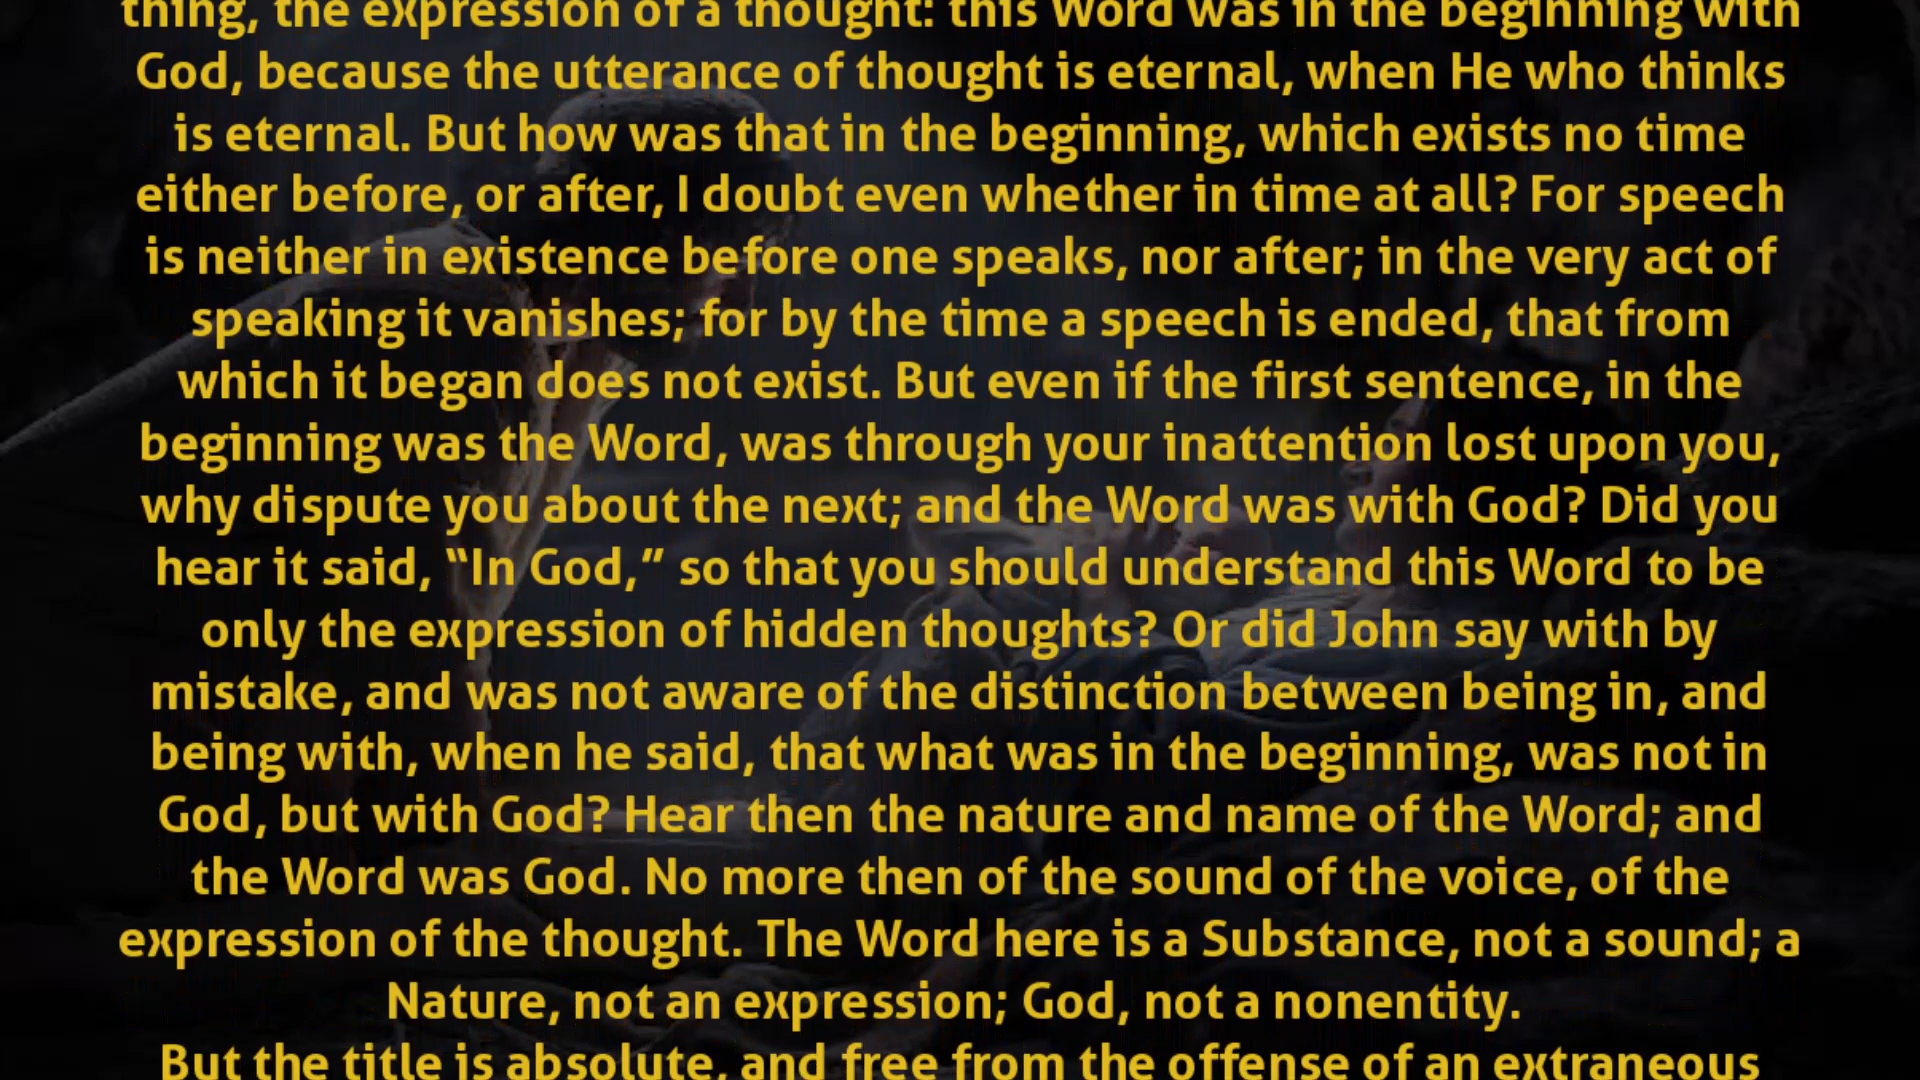 thing, the expression of a thought: this Word was in the beginning with
God, because the utterance of thought is eternal, when He who thinks
is eternal. But how was that in the beginning, which exists no time
either before, or after, I doubt even whether in time at all? For speech
is neither in existence before one speaks, nor after; in the very act of
speaking it vanishes; for by the time a speech is ended, that from
which it began does not exist. But even if the first sentence, in the
beginning was the Word, was through your inattention lost upon you,
why dispute you about the next; and the Word was with God? Did you
hear it said, “In God,” so that you should understand this Word to be
only the expression of hidden thoughts? Or did John say with by
mistake, and was not aware of the distinction between being in, and
being with, when he said, that what was in the beginning, was not in
God, but with God? Hear then the nature and name of the Word; and
the Word was God. No more then of the sound of the voice, of the
expression of the thought. The Word here is a Substance, not a sound; a
Nature, not an expression; God, not a nonentity.
But the title is absolute, and free from the offense of an extraneous